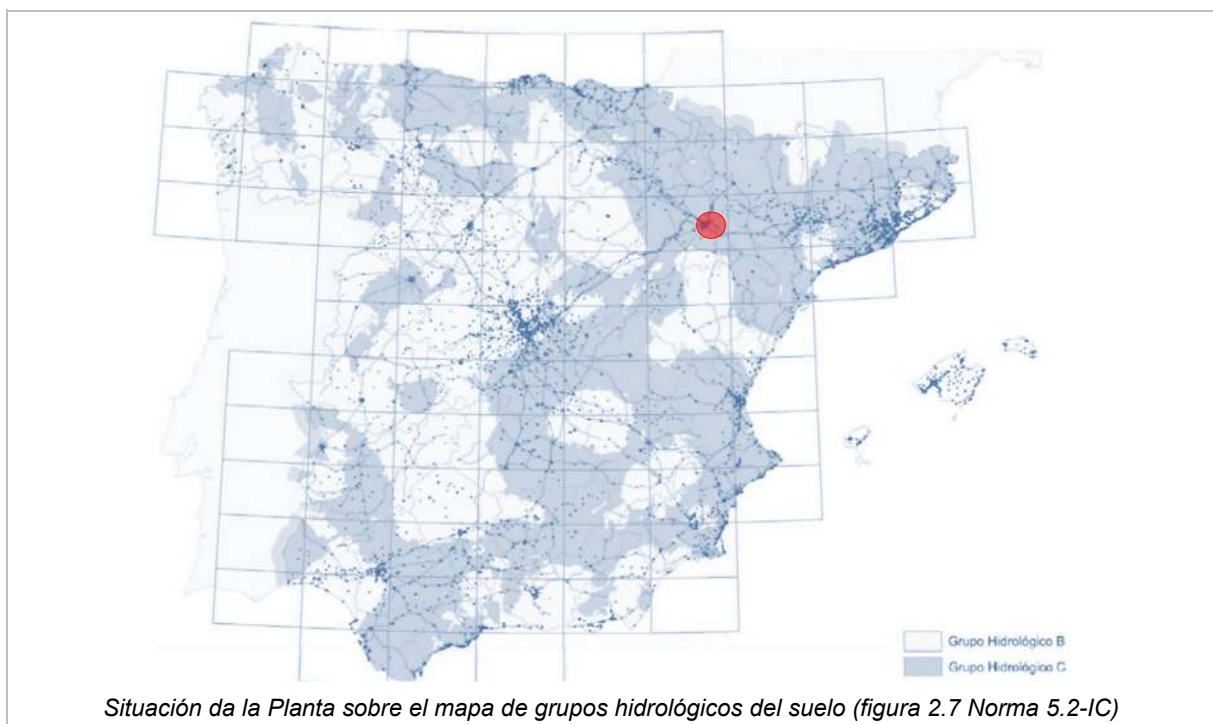 Grupo Hidrológico B
Grupo Hidrológico C
Situación da la Planta sobre el mapa de grupos hidrológicos del suelo (figura 2.7 Norma 5.2-IC)